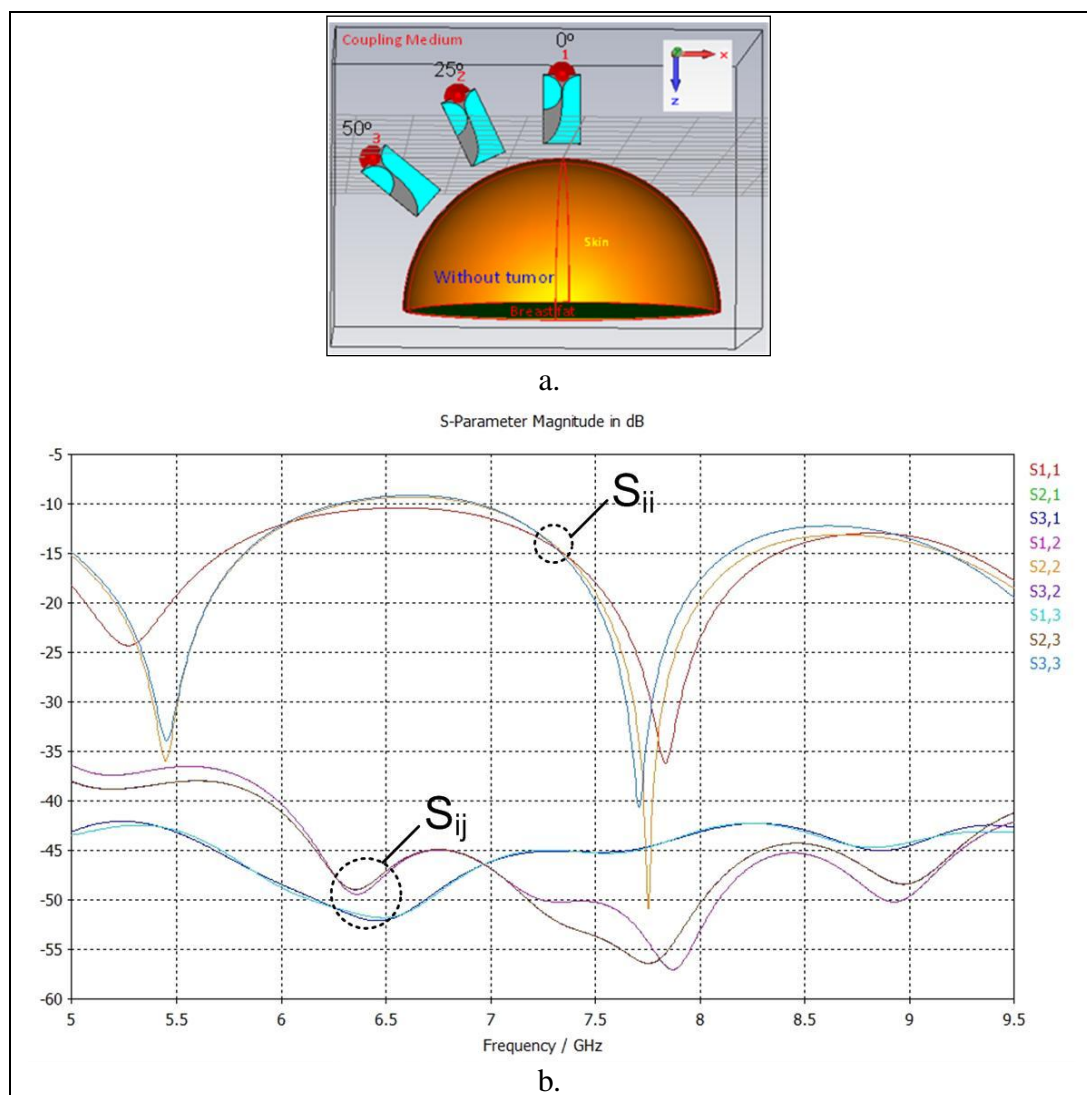 Coupling Medium
0º
1
x
z
25º
2
50º
3
Skin
Without tumor
Breast fat
a.
S-Parameter Magnitude in dB
-5
-10
-15
-20
-25
-30
-35
-40
-45
-50
-55
-60
5
5.5
6
6.5
7
7.5
8
8.5
9
9.5
Frequency / GHz
Sii
Sij
S1,1
S2,1
S3,1
S1,2
S2,2
S3,2
S1,3
S2,3
S3,3
b.